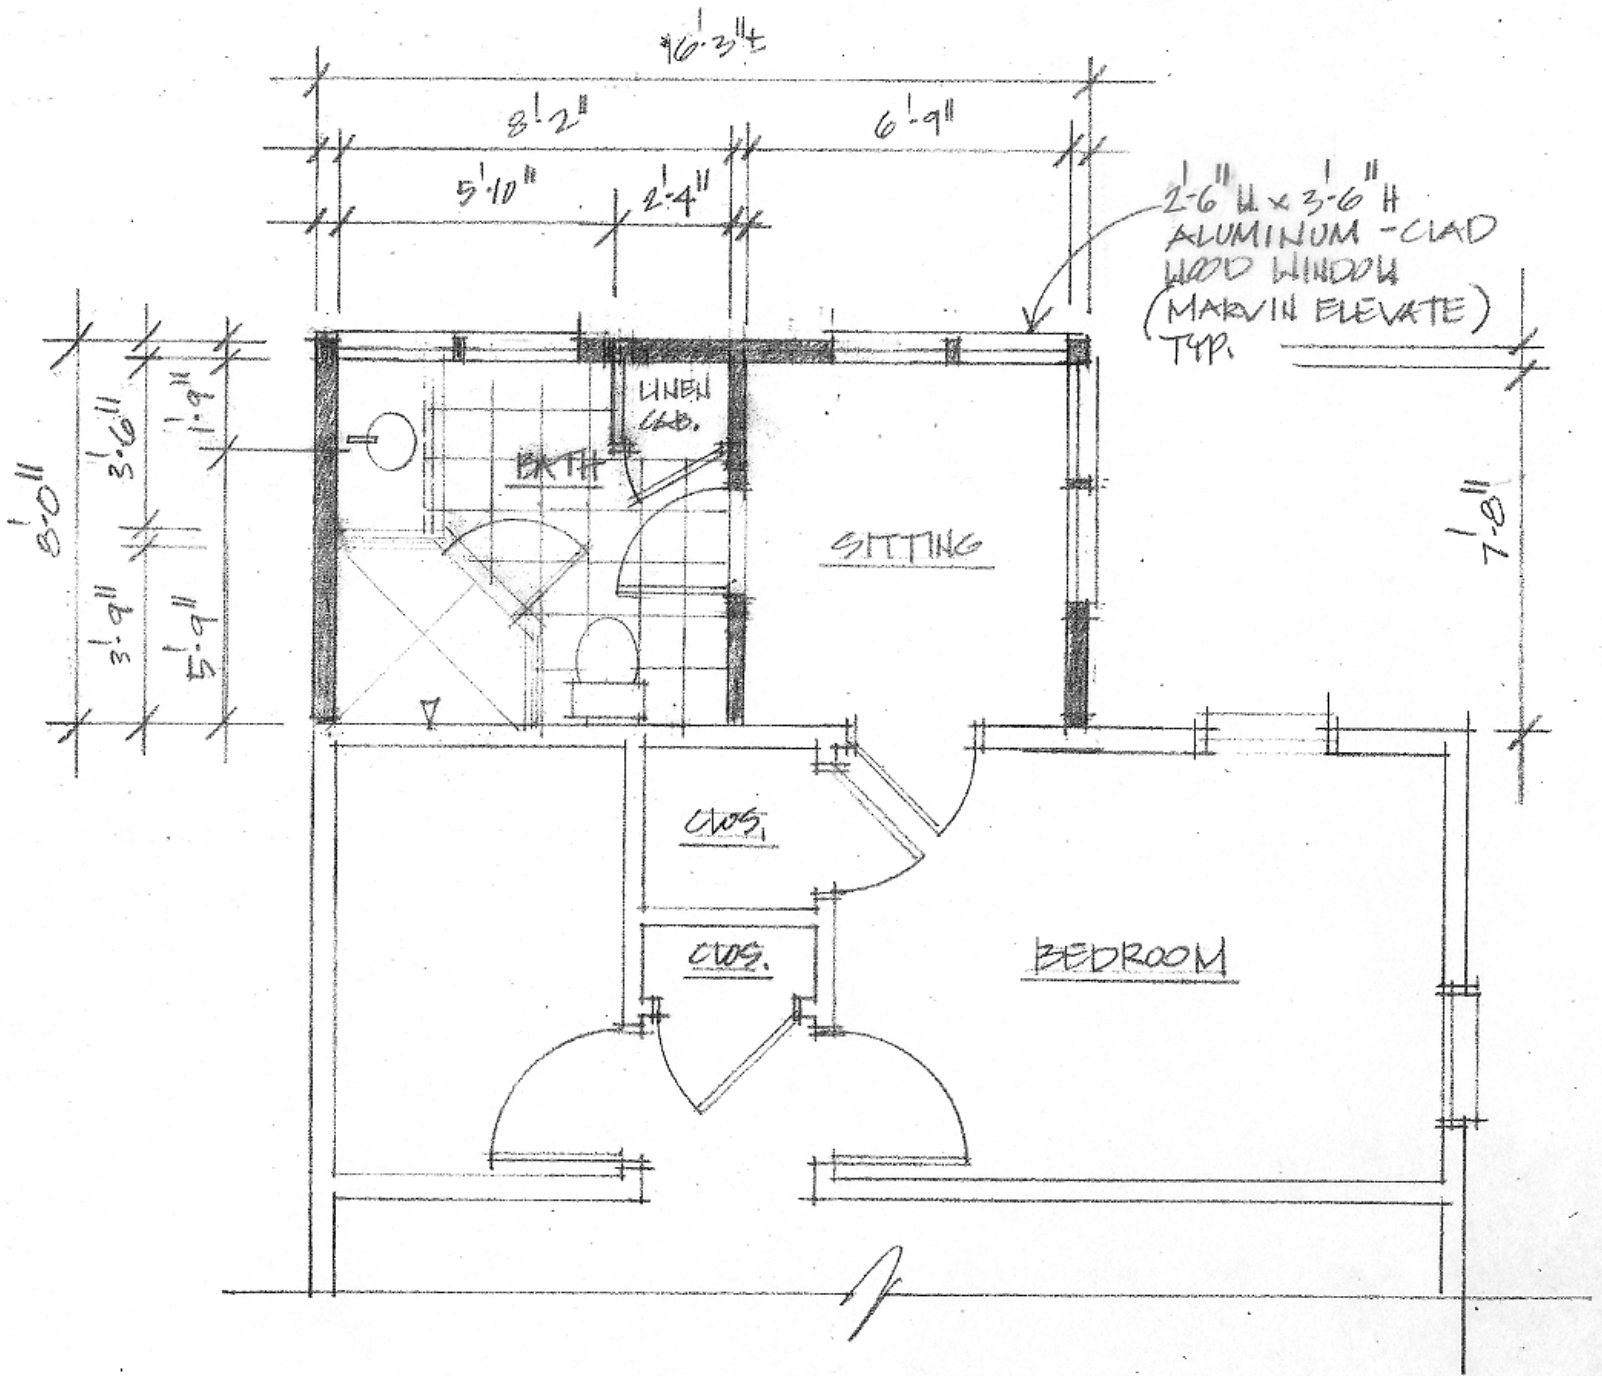 16'-3"±
8'-2"
6'-9"
5'-10"
2'-4"
2'-6" W x 3'-6" H
ALUMINUM -CLAD
WOOD WINDOW
(MARVIN ELEVATE)
TYP.
8'-0"
3'-6"
1'-9"
3'-9"
5'-9"
7'-8"
LINEN
CAB.
BATH
SITTING
CLOS.
CLOS.
BEDROOM